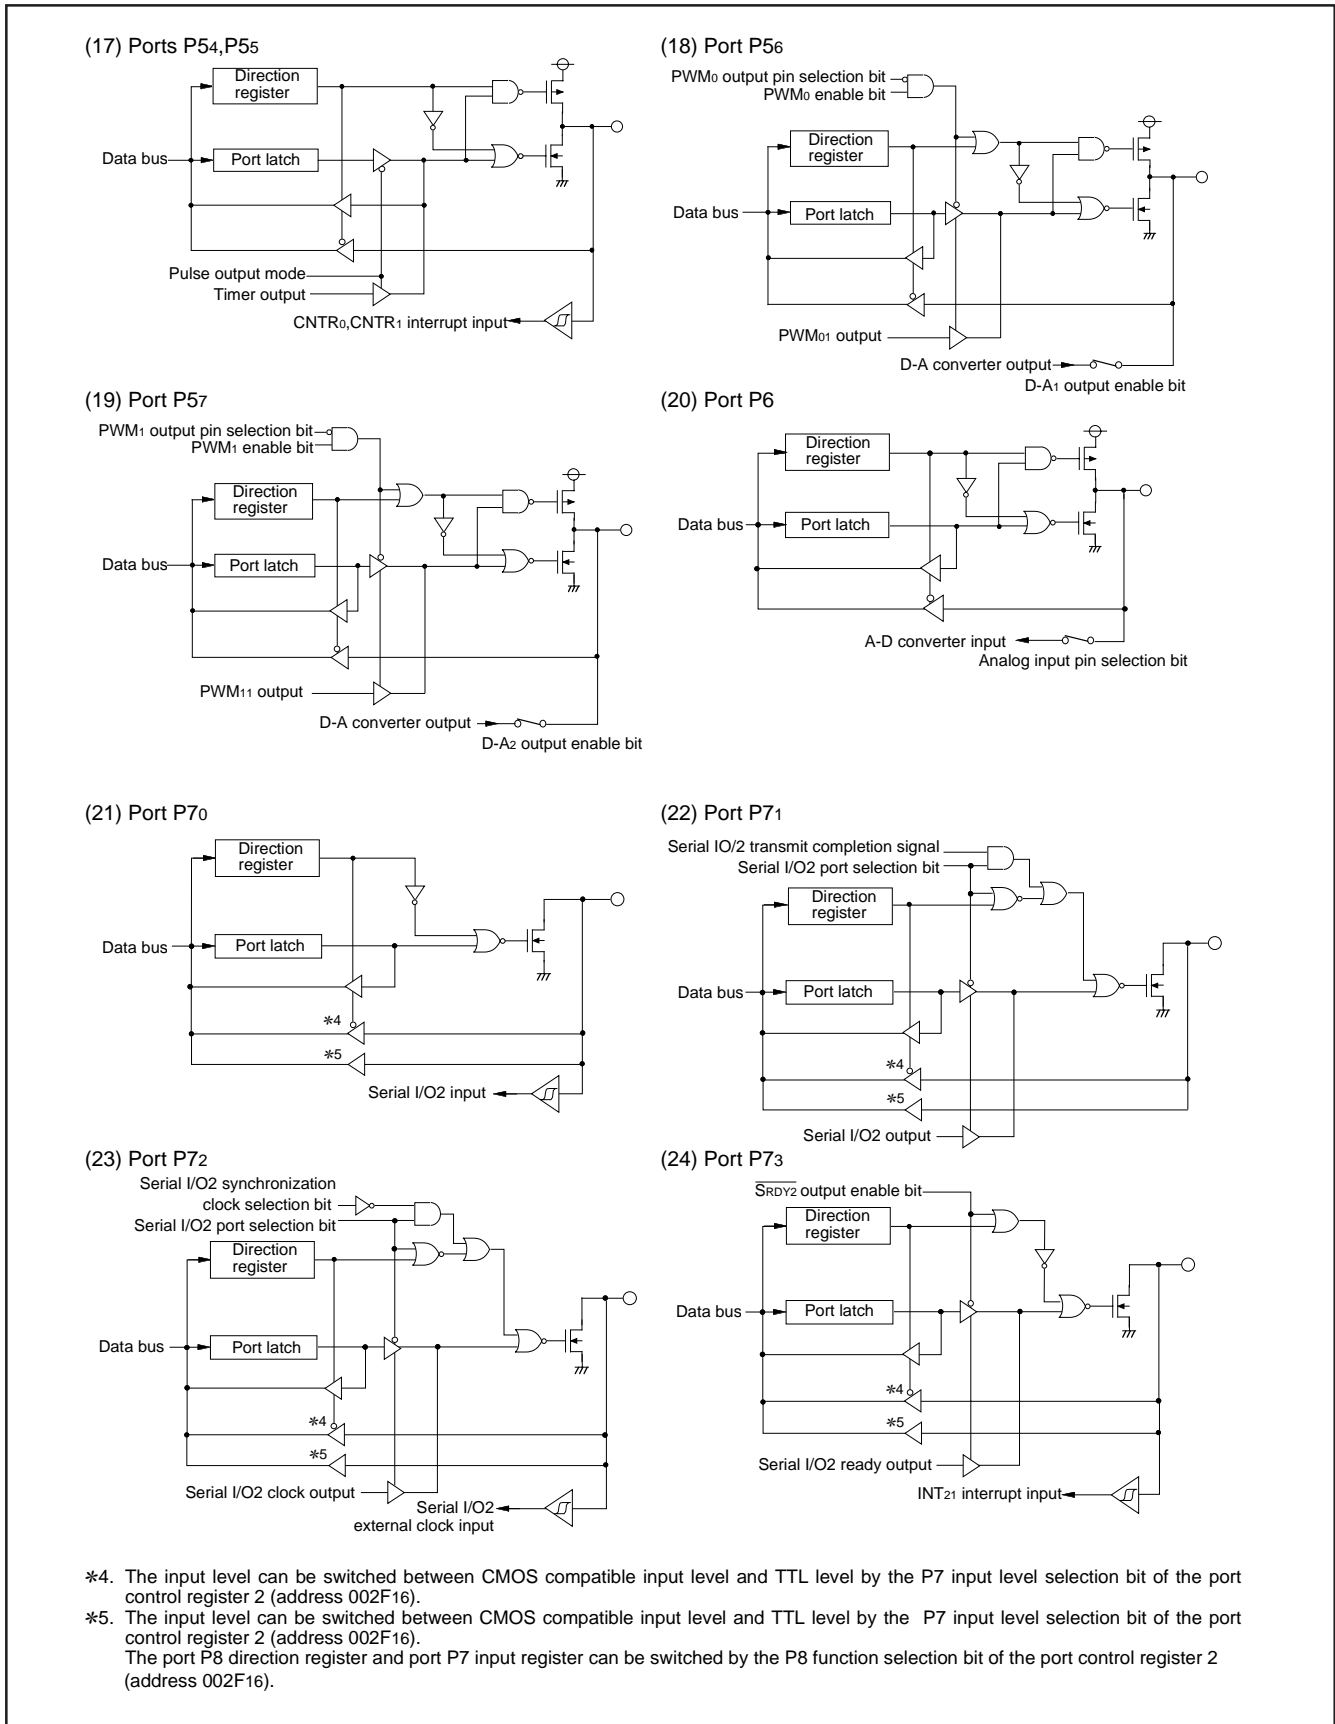 (17) Ports P54,P55
Direction
register
Data bus
Port latch
Pulse output mode
Timer output
CNTR0,CNTR1 interrupt input
(18) Port P56
PWM0 output pin selection bit
PWM0 enable bit
Direction
register
Data bus
Port latch
PWM01 output
D-A converter output
D-A1 output enable bit
(19) Port P57
PWM1 output pin selection bit
PWM1 enable bit
Direction
register
Data bus
Port latch
PWM11 output
D-A converter output
D-A2 output enable bit
(20) Port P6
Direction
register
Data bus
Port latch
A-D converter input
Analog input pin selection bit
(21) Port P70
Direction
register
Data bus
Port latch
*4
*5
Serial I/O2 input
(22) Port P71
Serial IO/2 transmit completion signal
Serial I/O2 port selection bit
Direction
register
Data bus
Port latch
*4
*5
Serial I/O2 output
(23) Port P72
Serial I/O2 synchronization
clock selection bit
Serial I/O2 port selection bit
Direction
register
Data bus
Port latch
*4
*5
Serial I/O2 clock output
Serial I/O2
external clock input
(24) Port P73
SRDY2 output enable bit
Direction
register
Data bus
Port latch
*4
*5
Serial I/O2 ready output
INT21 interrupt input
*4. The input level can be switched between CMOS compatible input level and TTL level by the P7 input level selection bit of the port
control register 2 (address 002F16).
*5. The input level can be switched between CMOS compatible input level and TTL level by the P7 input level selection bit of the port
control register 2 (address 002F16).
The port P8 direction register and port P7 input register can be switched by the P8 function selection bit of the port control register 2
(address 002F16).